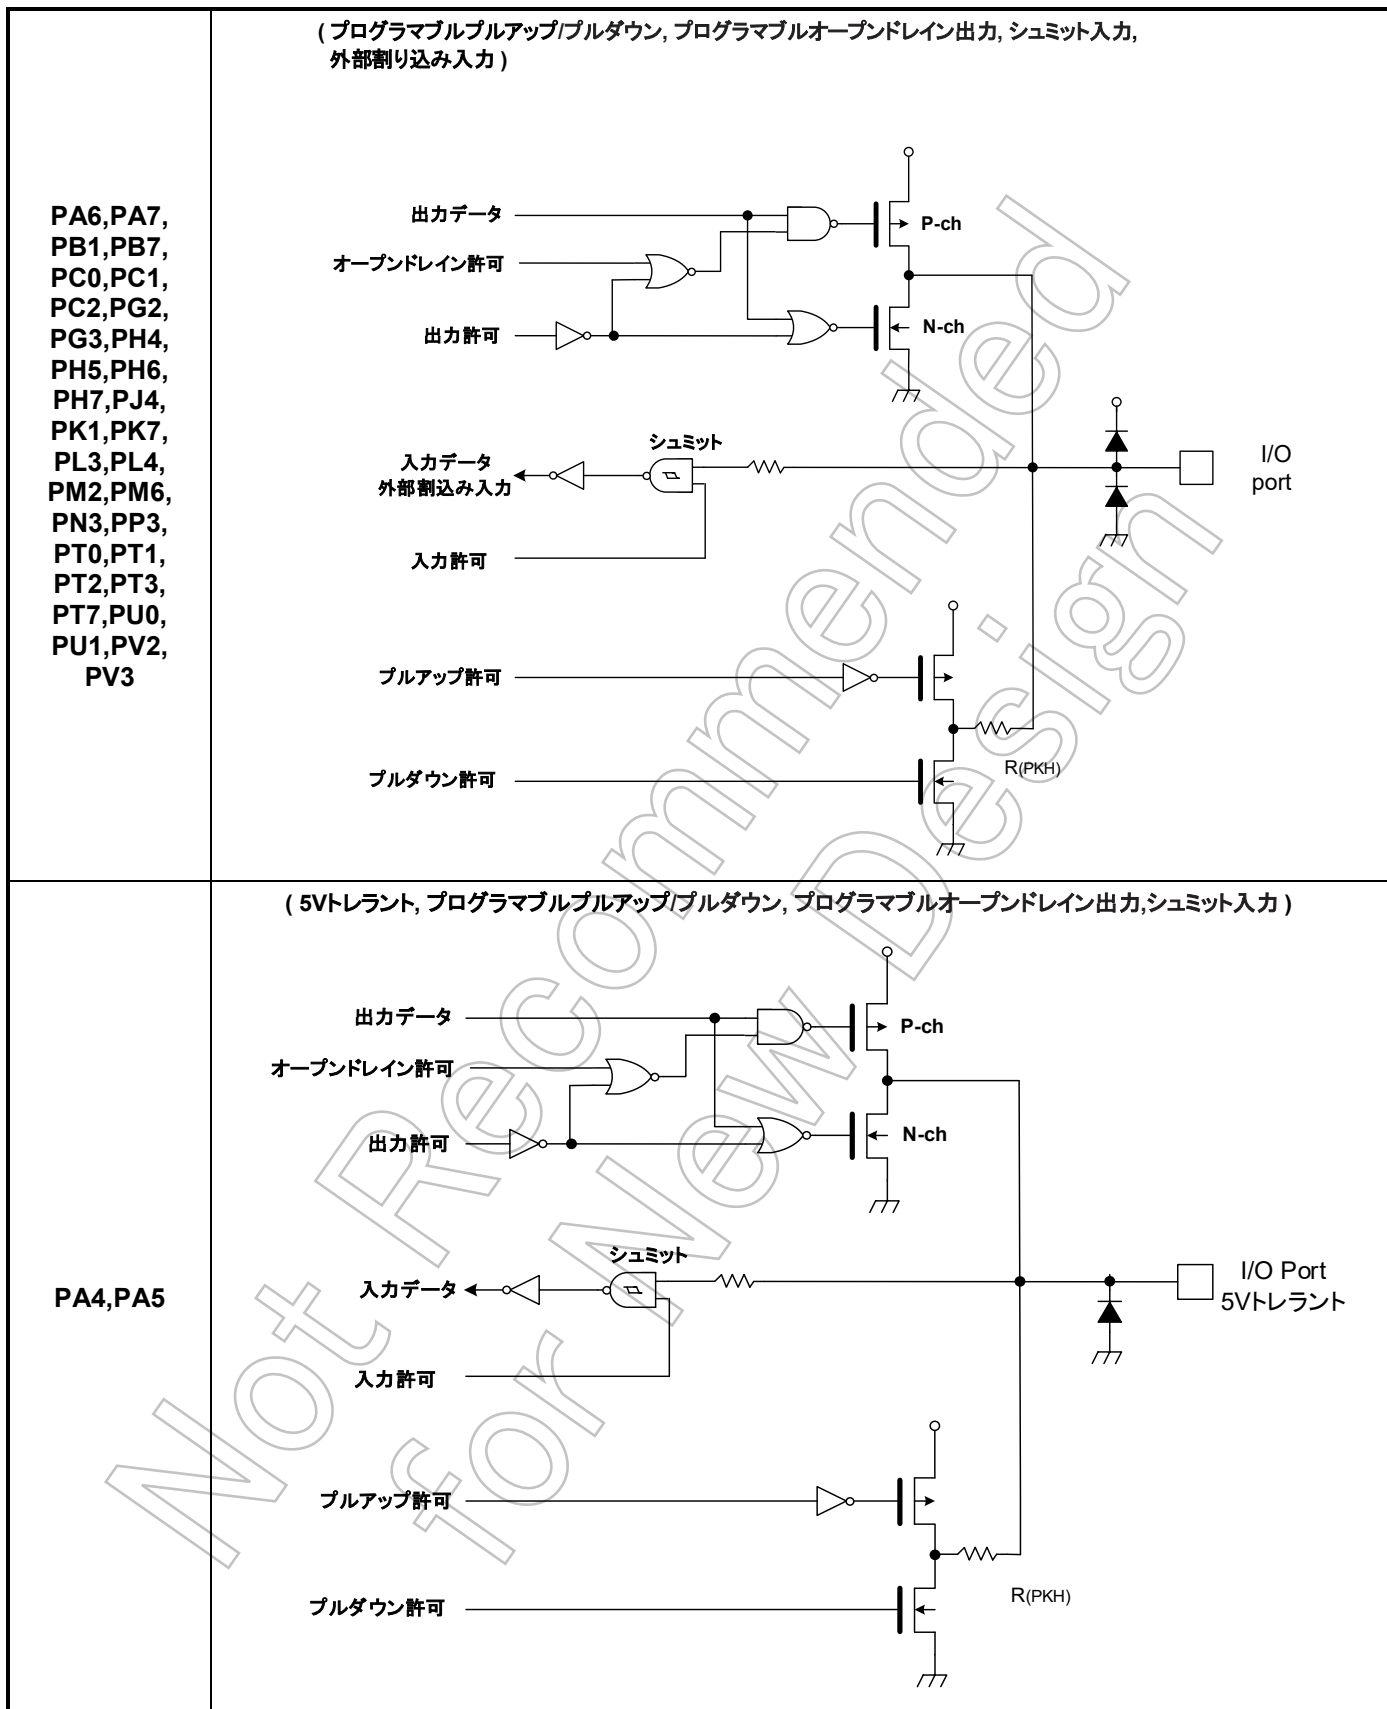 ( プログラマブルプルアップ/プルダウン, プログラマブルオープンドレイン出力, シュミット入力,
外部割り込み入力 )
PA6,PA7,
PB1,PB7,
PC0,PC1,
PC2,PG2,
PG3,PH4,
PH5,PH6,
PH7,PJ4,
PK1,PK7,
PL3,PL4,
PM2,PM6,
PN3,PP3,
PT0,PT1,
PT2,PT3,
PT7,PU0,
PU1,PV2,
PV3
出力データ
P-ch
オープンドレイン許可
出力許可
N-ch
シュミット
入力データ
外部割込み入力
I/O
port
入力許可
プルアップ許可
R(PKH)
プルダウン許可
( 5Vトレラント, プログラマブルプルアップ/プルダウン, プログラマブルオープンドレイン出力,シュミット入力 )
PA4,PA5
出力データ
P-ch
オープンドレイン許可
出力許可
N-ch
シュミット
入力データ
I/O Port
5Vトレラント
入力許可
プルアップ許可
R(PKH)
プルダウン許可
Not Recommended
for New Design